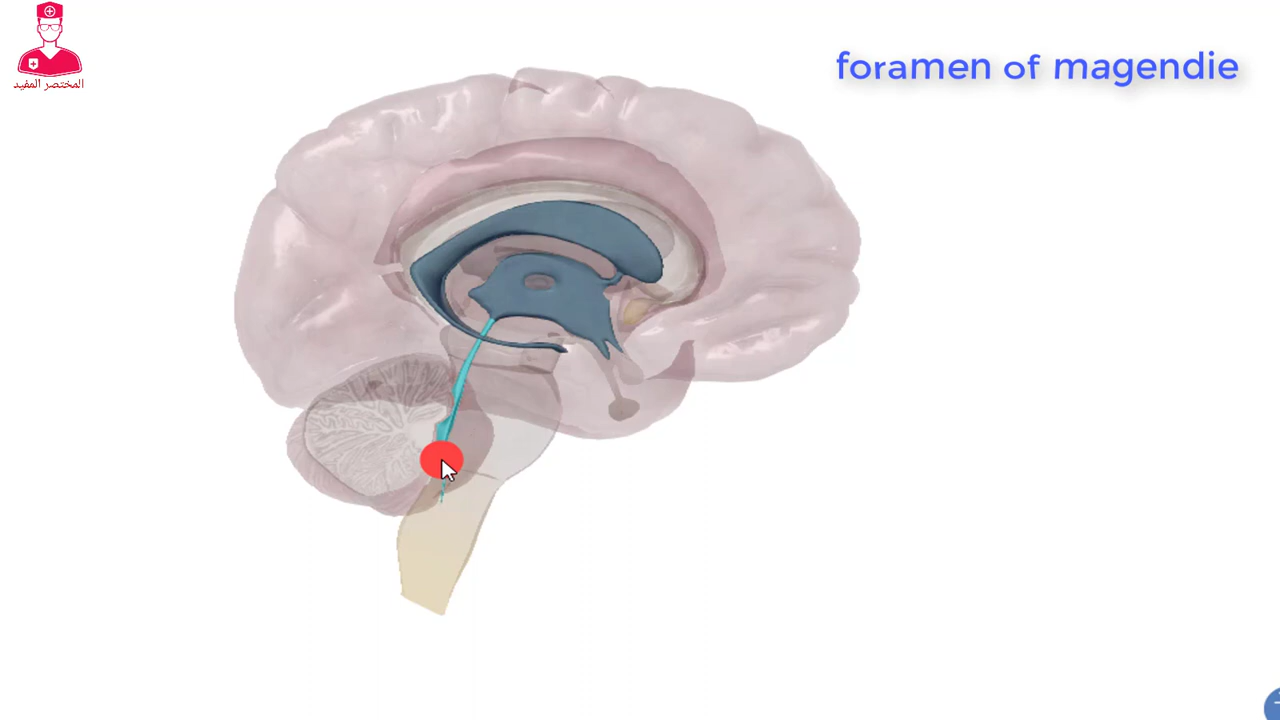 foramen of magendie
المختصر المفيد